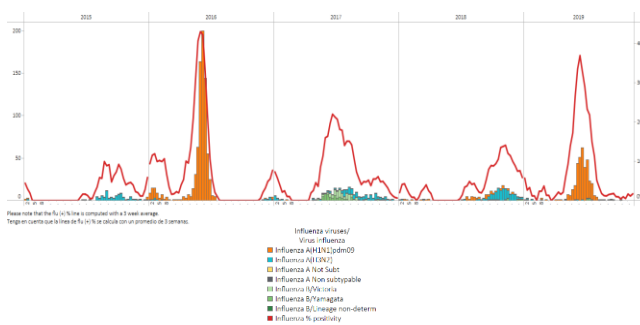 2015 2016 2017 2018 2019
200
150
100
50
0
Please note that the flu (+) % line is computed with a 3 week average.
Tenga en cuenta que la línea de flu (+) % se calcula con un promedio de 3 semanas.
Influenza viruses/
Virus Influenza
Influenza A(H1N1)pdm09
Influenza A(H3N2)
Influenza A Not Subt
Influenza A Non subtypable
Influenza B/Victoria
Influenza B/Yamagata
Influenza B/Lineage non-determ
Influenza % positivity